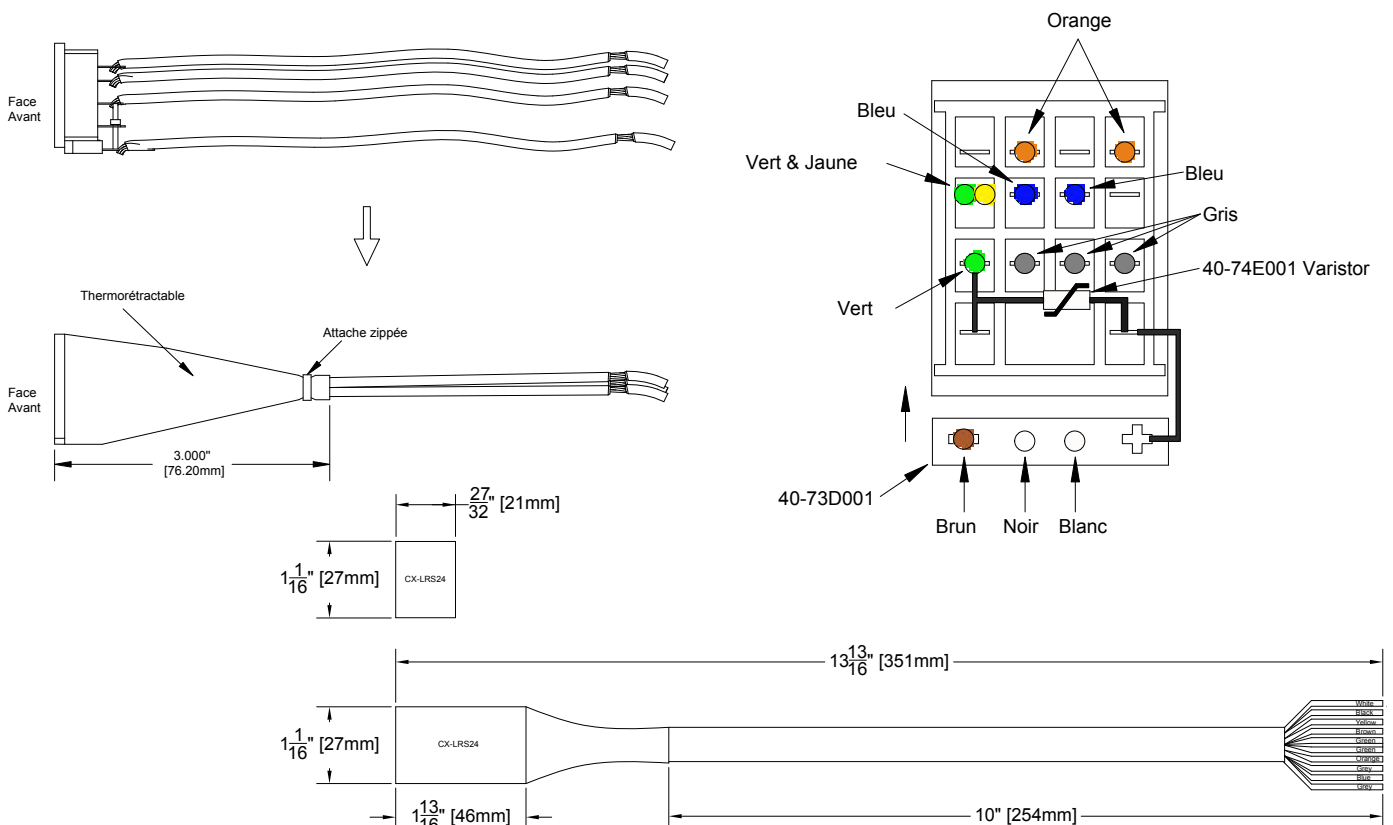 Orange
Bleu
Vert & Jaune
Bleu
Gris
40-74E001 Varistor
Vert
40-73D001
Brun
Noir
Blanc
Face
Avant
Thermorétractable
Attache zippée
Face
Avant
3.000"
[76.20mm]
27/32" [21mm]
1 1/16" [27mm]
CX-LRS24
13 13/16" [351mm]
1 1/16" [27mm]
CX-LRS24
White
Black
Yellow
Brown
Green
Green
Orange
Grey
Blue
Grey
1 13/16" [46mm]
10" [254mm]